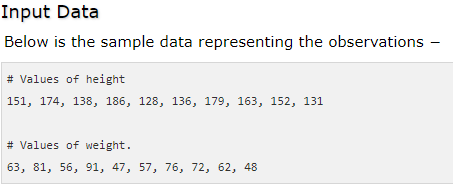 Input Data
Below is the sample data representing the observations −
# Values of height
151, 174, 138, 186, 128, 136, 179, 163, 152, 131
# Values of weight.
63, 81, 56, 91, 47, 57, 76, 72, 62, 48